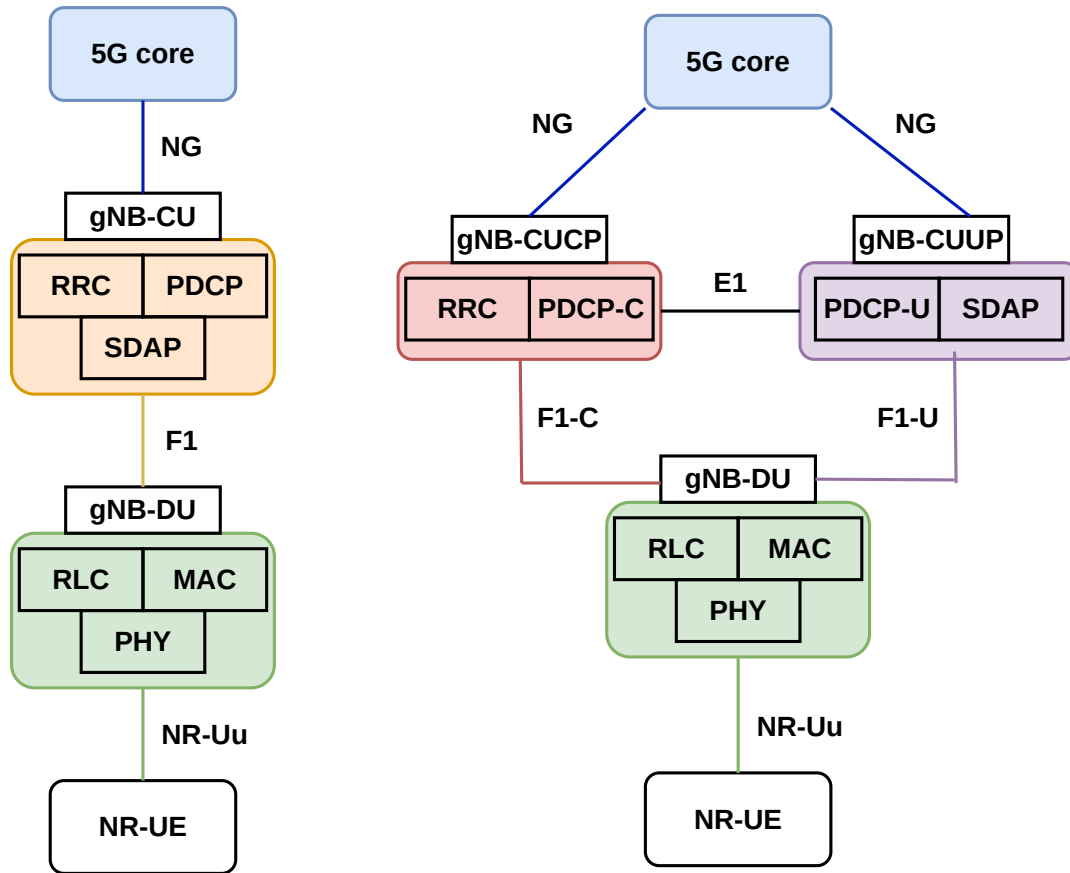 5G core
NG
gNB-CU
RRC PDCP
SDAP
F1
gNB-DU
RLC MAC
PHY
NR-Uu
NR-UE
5G core
NG NG
gNB-CUCP gNB-CUUP
RRC PDCP-C E1 PDCP-U SDAP
F1-C F1-U
gNB-DU
RLC MAC
PHY
NR-Uu
NR-UE